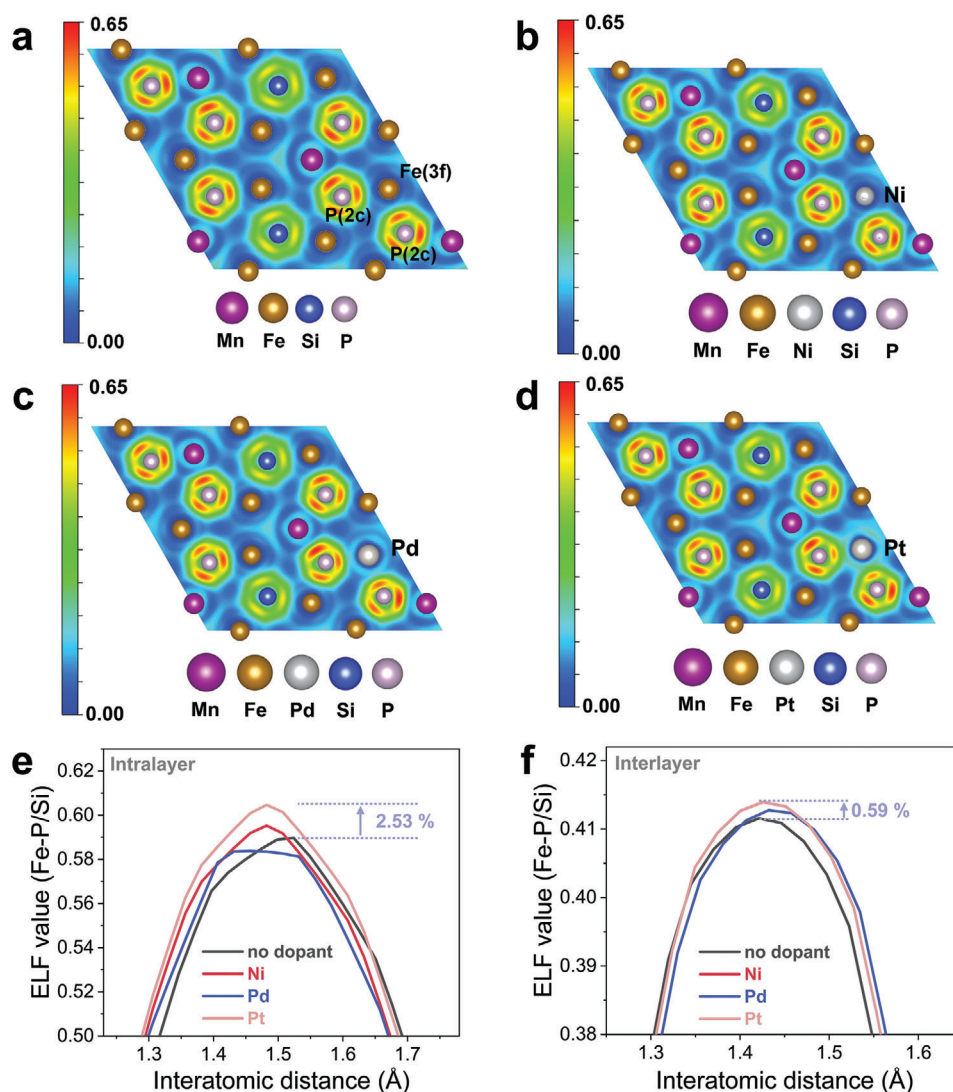 a
0.65
Fe(3f)
P(2c)
P(2c)
0.00
Mn Fe Si P
b
0.65
Ni
0.00
Mn Fe Ni Si P
c
0.65
Pd
0.00
Mn Fe Pd Si P
d
0.65
Pt
0.00
Mn Fe Pt Si P
e
Intralayer
ELF value (Fe-P/Si)
0.62
0.60
0.58
0.56
0.54
0.52
0.50
2.53 %
no dopant
Ni
Pd
Pt
1.3 1.4 1.5 1.6 1.7
Interatomic distance (Å)
f
Interlayer
ELF value (Fe-P/Si)
0.42
0.41
0.40
0.39
0.38
0.59 %
no dopant
Ni
Pd
Pt
1.3 1.4 1.5 1.6
Interatomic distance (Å)